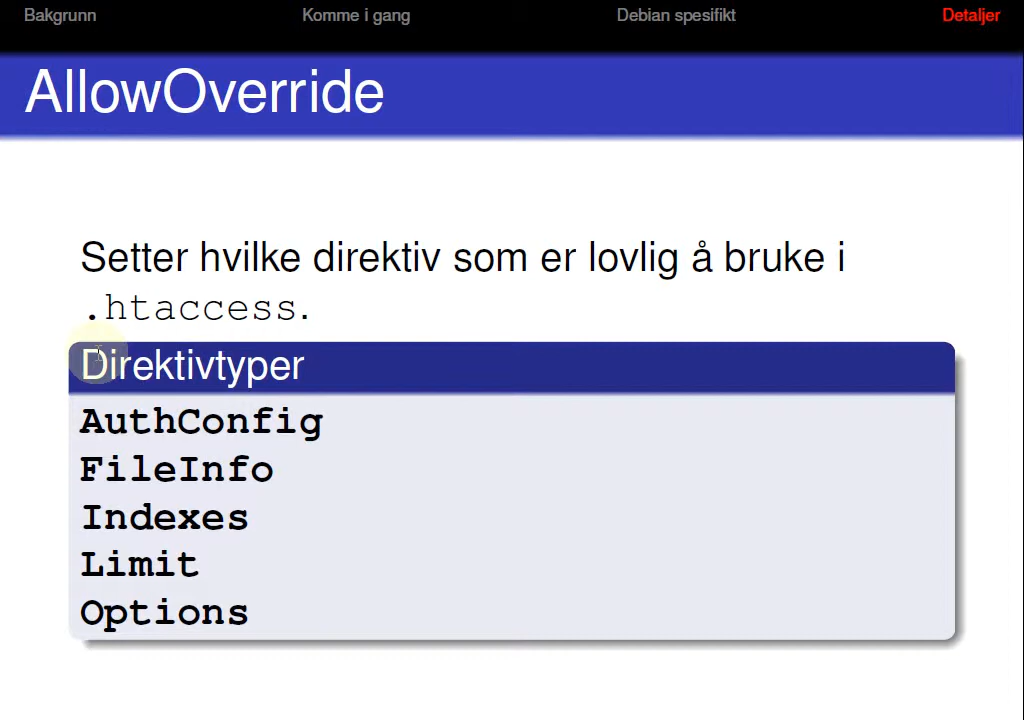 Bakgrunn Komme i gang Debian spesifikt Detaljer
AllowOverride
Setter hvilke direktiv som er lovlig å bruke i
.htaccess.
Direktivtyper
AuthConfig
FileInfo
Indexes
Limit
Options